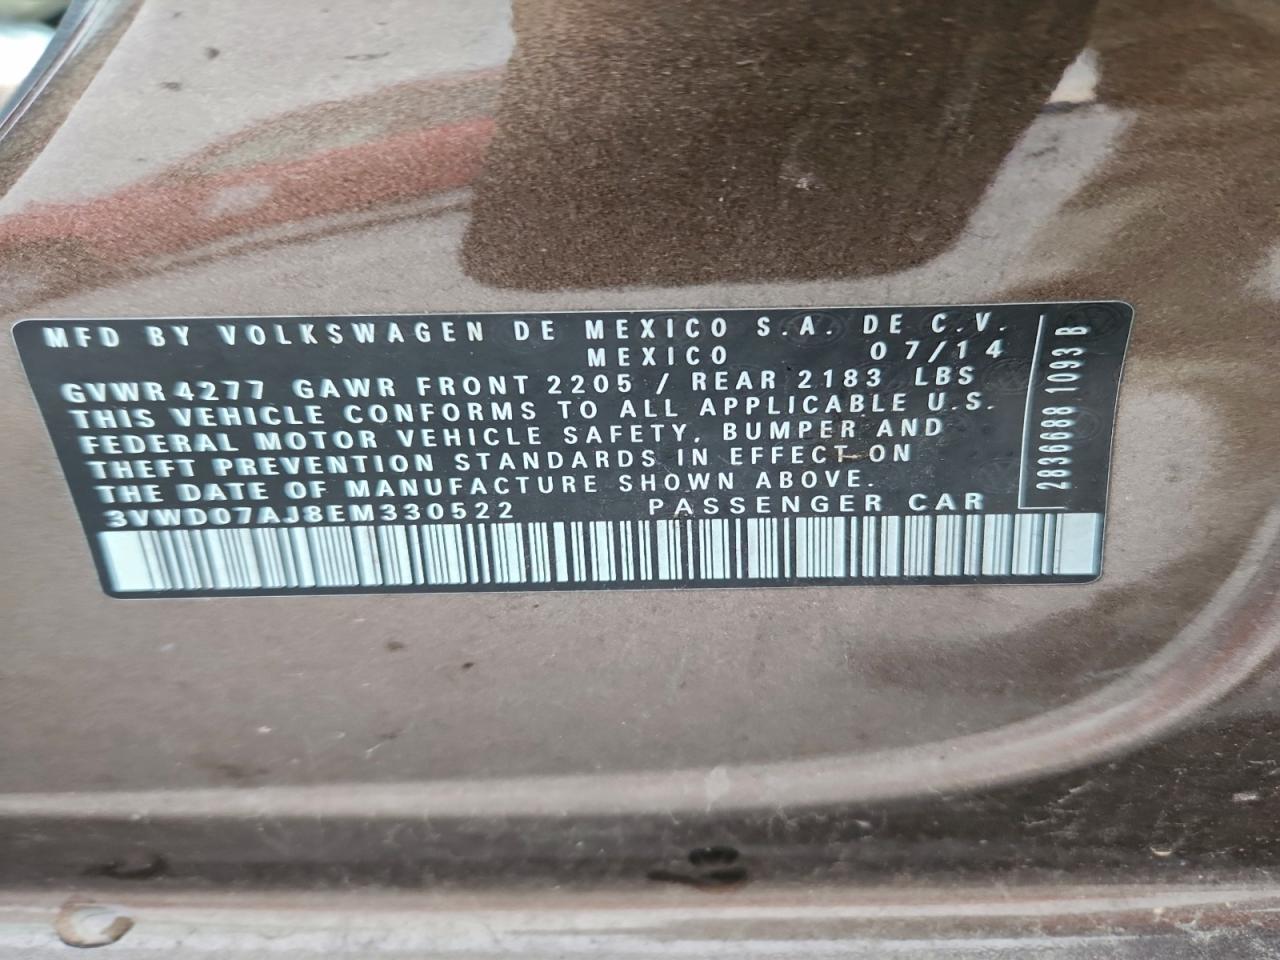 MFD BY VOLKSWAGEN DE MEXICO S.A. DE C.V.
MEXICO 07/14
GVWR 4277 GAWR FRONT 2205 / REAR 2183 LBS
THIS VEHICLE CONFORMS TO ALL APPLICABLE U.S.
FEDERAL MOTOR VEHICLE SAFETY, BUMPER AND
THEFT PREVENTION STANDARDS IN EFFECT ON
THE DATE OF MANUFACTURE SHOWN ABOVE.
3VWD07AJ8EM330522 PASSENGER CAR
2836688 1093 B